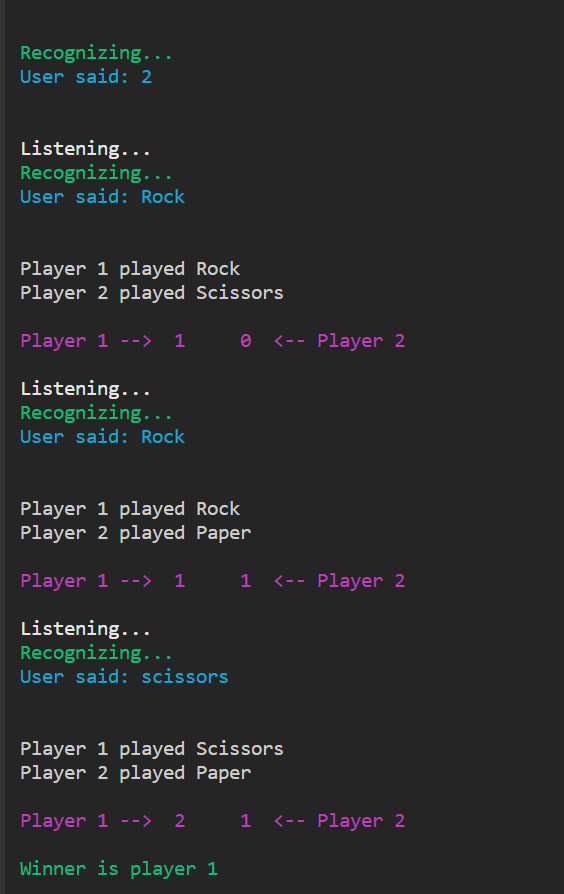 Recognizing...
User said: 2
Listening...
Recognizing...
User said: Rock
Player 1 played Rock
Player 2 played Scissors
Player 1 --> 1 0 <-- Player 2
Listening...
Recognizing...
User said: Rock
Player 1 played Rock
Player 2 played Paper
Player 1 --> 1 1 <-- Player 2
Listening...
Recognizing...
User said: scissors
Player 1 played Scissors
Player 2 played Paper
Player 1 --> 2 1 <-- Player 2
Winner is player 1